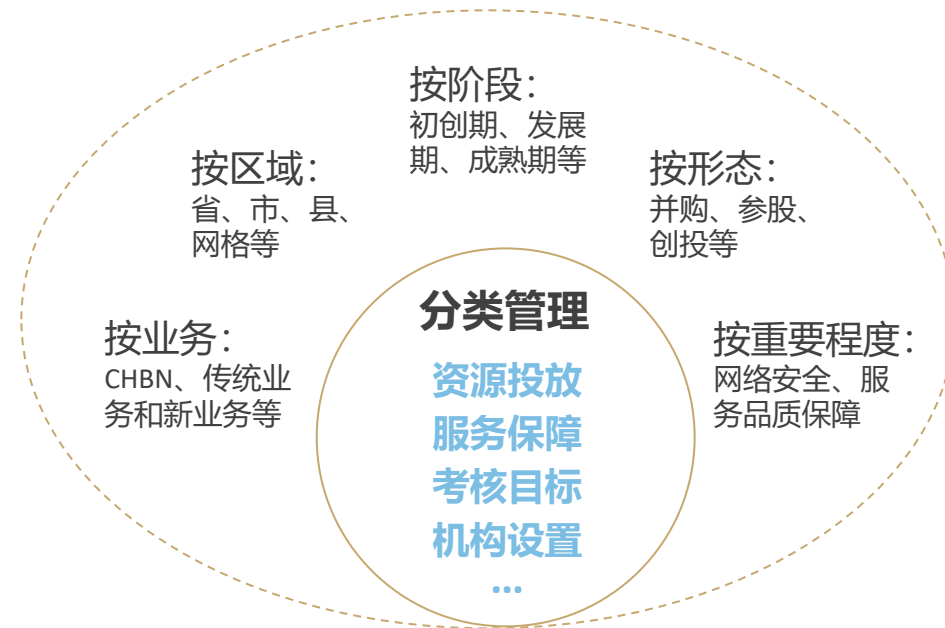 按阶段：
初创期、发展
期、成熟期等
按区域：
省、市、县、
网格等
按形态：
并购、参股、
创投等
按业务：
CHBN、传统业
务和新业务等
分类管理
资源投放
服务保障
考核目标
机构设置
...
按重要程度：
网络安全、服
务品质保障